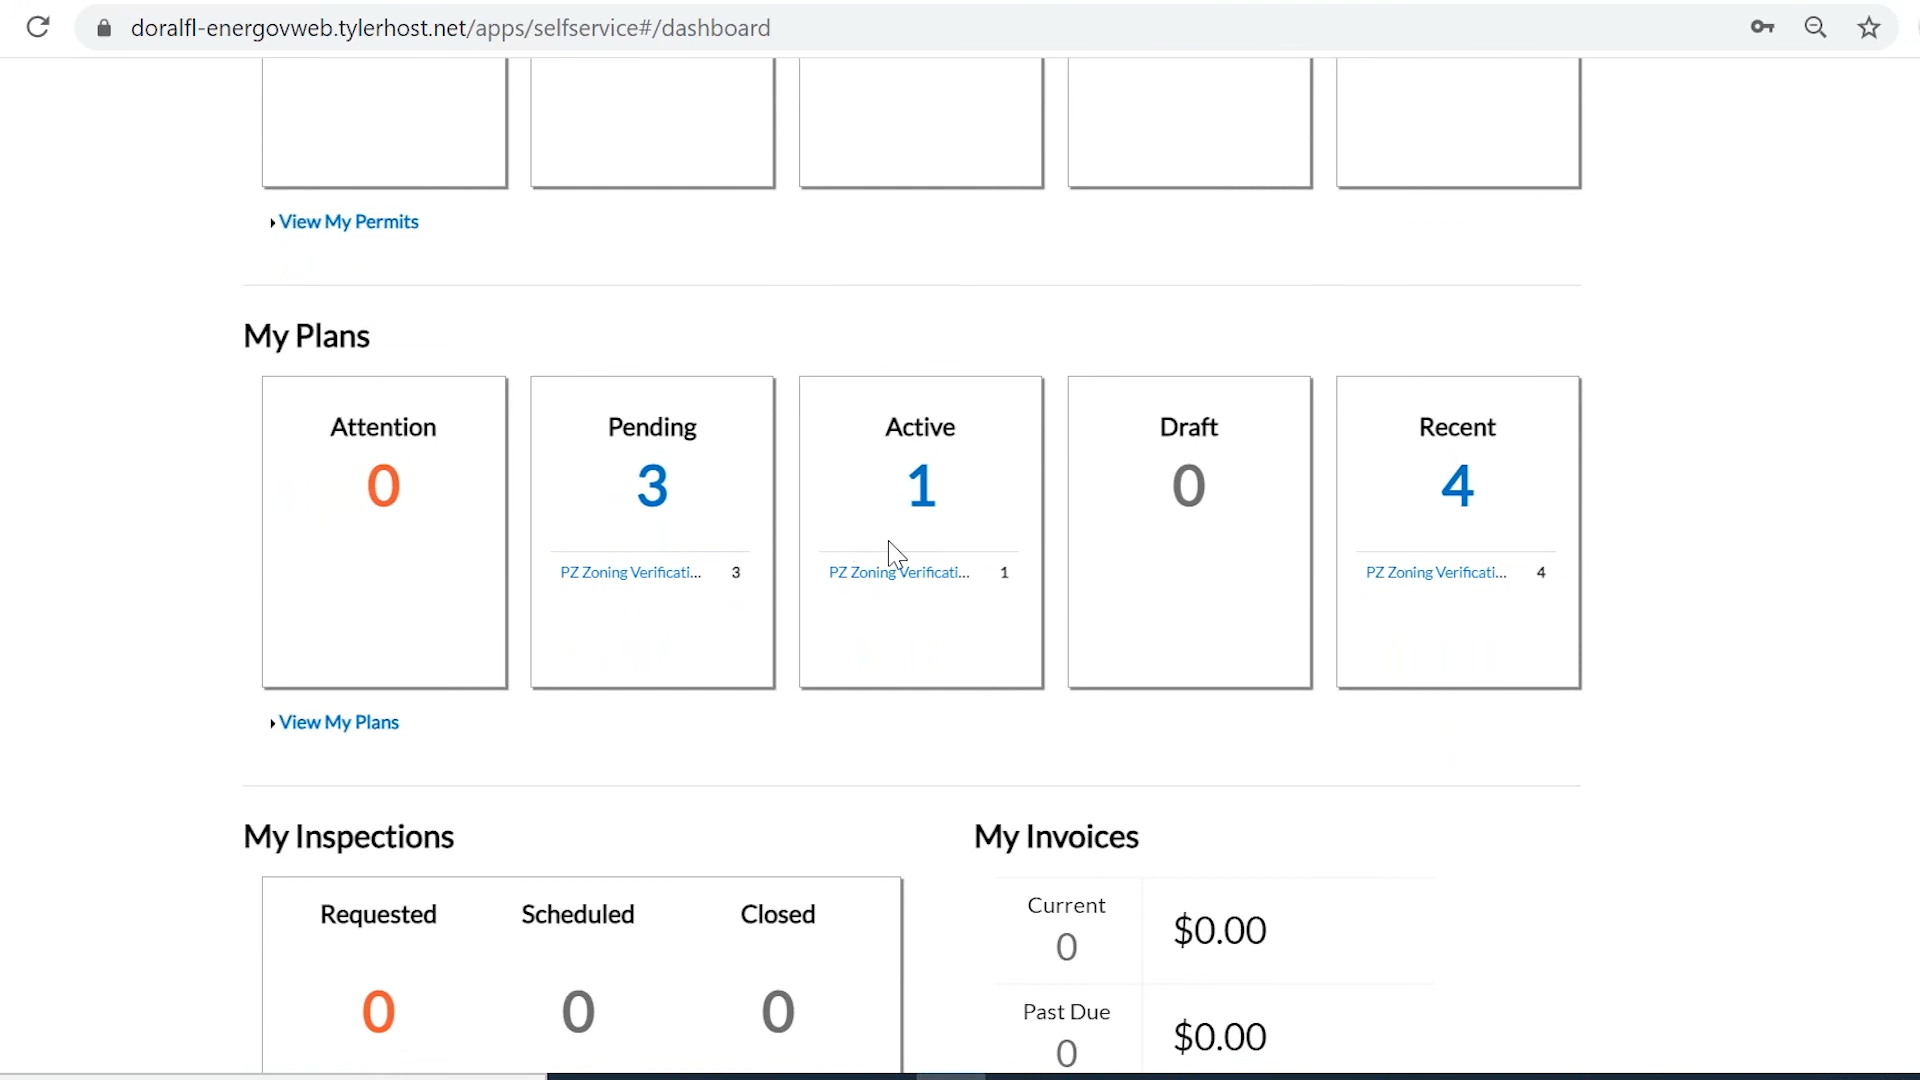 doralfl-energovweb.tylerhost.net/apps/selfservice#/dashboard
View My Permits
My Plans
Attention Pending Active Draft Recent
0 3 1 0 4
PZ Zoning Verificati... 3 PZ Zoning Verificati... 1 PZ Zoning Verificati... 4
View My Plans
My Inspections My Invoices
Requested Scheduled Closed
0 0 0
Current
0
$0.00
Past Due
0
$0.00